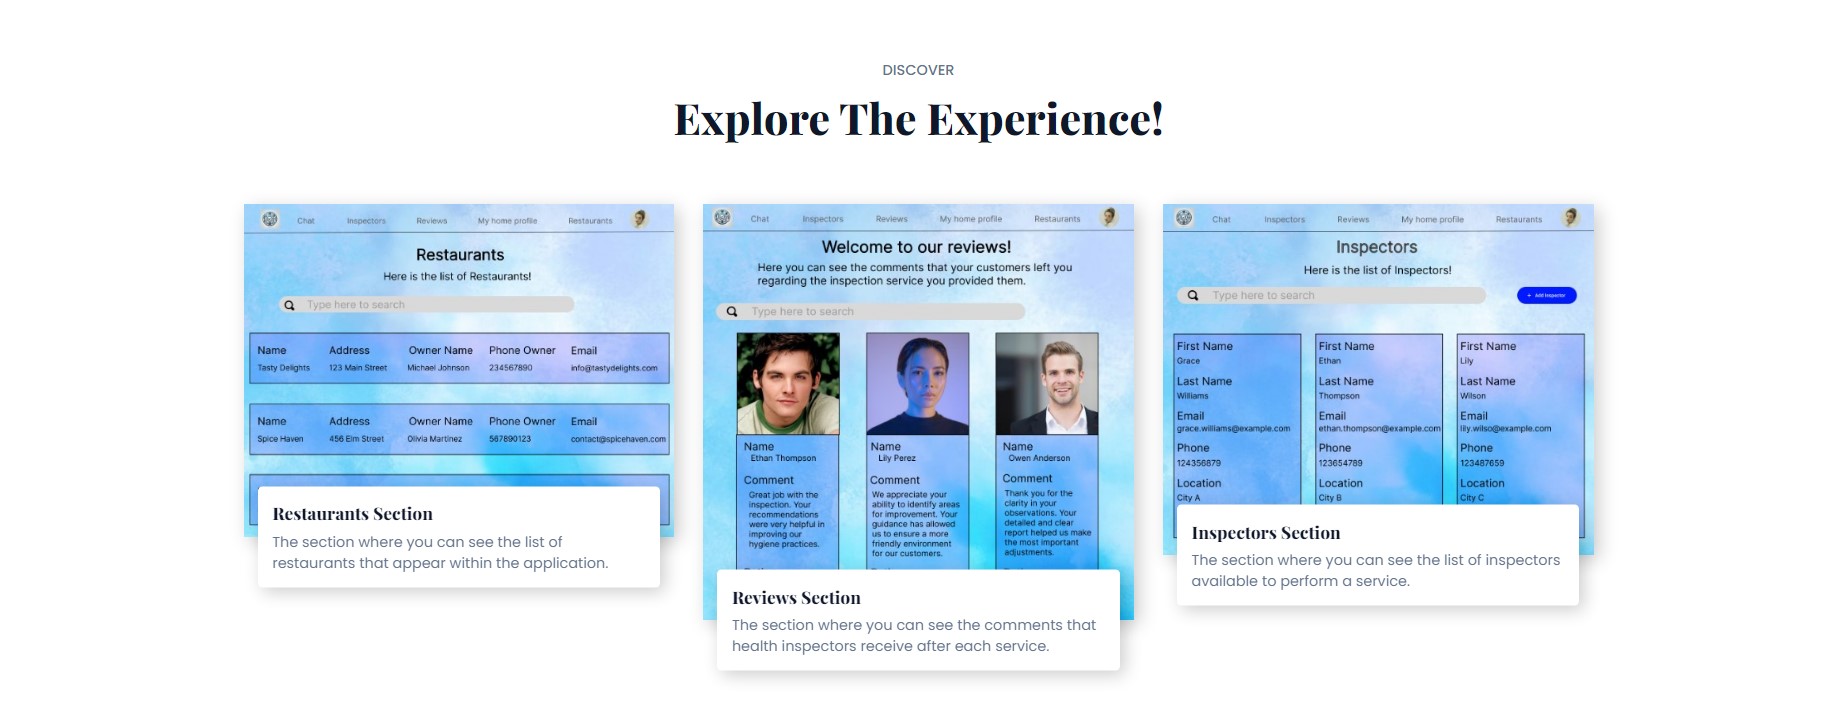 DISCOVER
Explore The Experience!
Chat Inspectors Reviews My home profile Restaurants
Restaurants
Here is the list of Restaurants!
Type here to search
Name Address Owner Name Phone Owner Email
Tasty Delights 123 Main Street Michael Johnson 234567890 info@tastydelights.com
Name Address Owner Name Phone Owner Email
Spice Haven 456 Elm Street Olivia Martinez 567890123 contact@spicehaven.com
Restaurants Section
The section where you can see the list of
restaurants that appear within the application.
Chat Inspectors Reviews My home profile Restaurants
Welcome to our reviews!
Here you can see the comments that your customers left you
regarding the inspection service you provided them.
Type here to search
Name
Ethan Thompson
Comment
Great job with the
inspection. Your
recommendations
were very helpful in
improving our
hygiene practices.
Name
Lily Perez
Comment
We appreciate your
ability to identify areas
for improvement. Your
guidance has allowed
us to ensure a more
friendly environment
for our customers.
Name
Owen Anderson
Comment
Thank you for the
clarity in your
observations. Your
detailed and clear
report helped us make
the most important
adjustments.
Reviews Section
The section where you can see the comments that
health inspectors receive after each service.
Chat Inspectors Reviews My home profile Restaurants
Inspectors
Here is the list of Inspectors!
Type here to search
+ Add Inspector
First Name
Grace
Last Name
Williams
Email
grace.williams@example.com
Phone
124356879
Location
City A
First Name
Ethan
Last Name
Thompson
Email
ethan.thompson@example.com
Phone
123654789
Location
City B
First Name
Lily
Last Name
Wilson
Email
lily.wilso@example.com
Phone
123487659
Location
City C
Inspectors Section
The section where you can see the list of inspectors
available to perform a service.